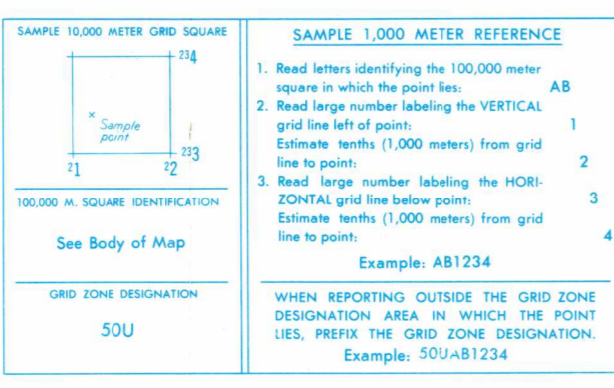 SAMPLE 10,000 METER GRID SQUARE
234
Sample
point
233
21
22
100,000 M. SQUARE IDENTIFICATION
See Body of Map
GRID ZONE DESIGNATION
50U
SAMPLE 1,000 METER REFERENCE
1. Read letters identifying the 100,000 meter
square in which the point lies: AB
2. Read large number labeling the VERTICAL
grid line left of point: 1
Estimate tenths (1,000 meters) from grid
line to point: 2
3. Read large number labeling the HORI-
ZONTAL grid line below point: 3
Estimate tenths (1,000 meters) from grid
line to point: 4
Example: AB1234
WHEN REPORTING OUTSIDE THE GRID ZONE
DESIGNATION AREA IN WHICH THE POINT
LIES, PREFIX THE GRID ZONE DESIGNATION.
Example: 50UAB1234